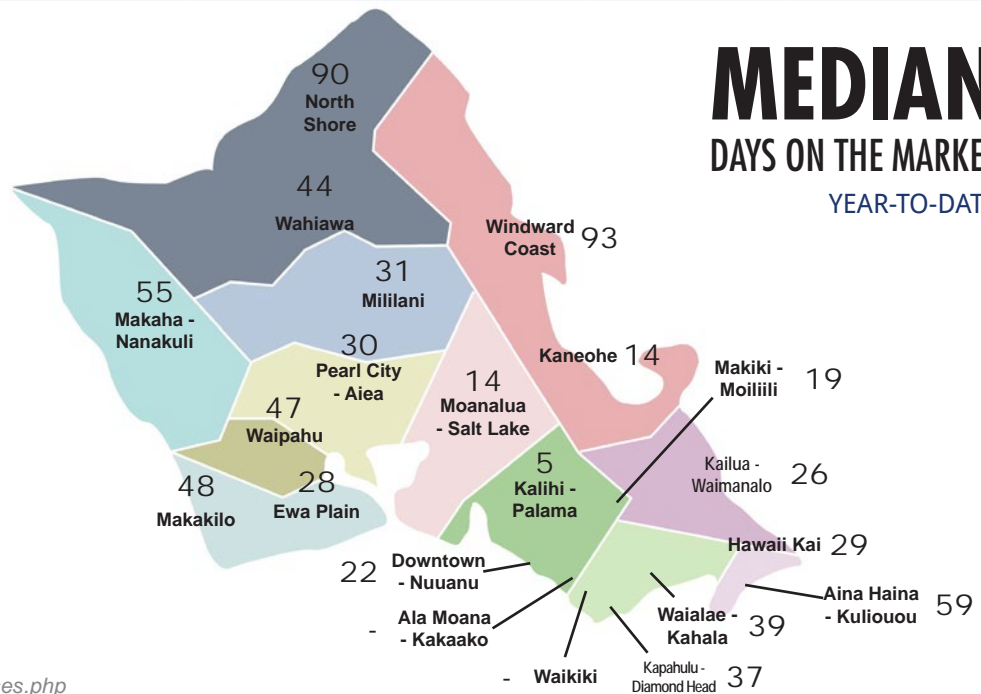 MEDIAN
DAYS ON THE MARKE
YEAR-TO-DAT
90
North
Shore
44
Wahiawa
Windward
Coast 93
31
Mililani
55
Makaha -
Nanakuli
30
Pearl City
- Aiea
Kaneohe 14
14
Moanalua
- Salt Lake
Makiki -
Moiliili 19
47
Waipahu
5
Kalihi -
Palama
Kailua -
Waimanalo 26
48
Makakilo
28
Ewa Plain
Hawaii Kai 29
22 Downtown
- Nuuanu
Aina Haina
- Kuliouou 59
- Ala Moana
- Kakaako
Waialae -
Kahala 39
- Waikiki
Kapahulu -
Diamond Head 37
es.php